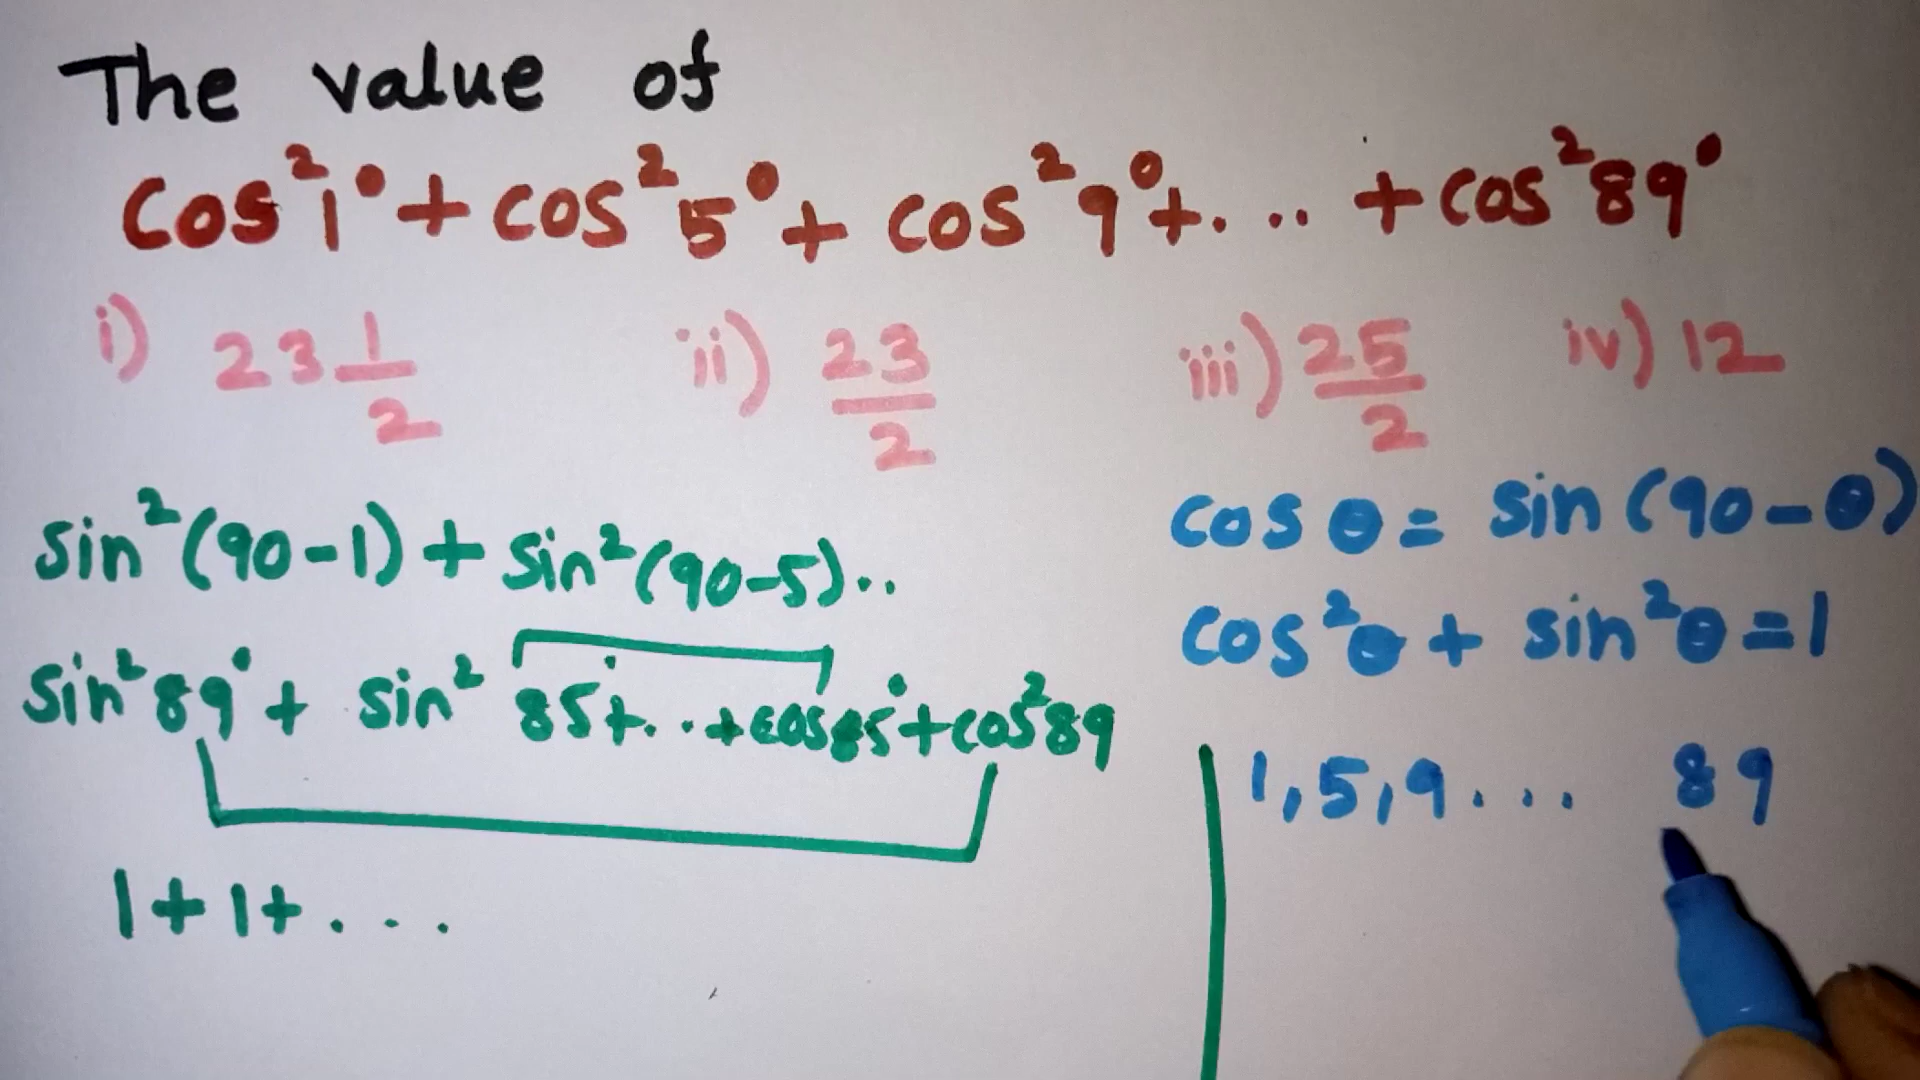 The value of
cos²1° + cos²5° + cos²9° + ... + cos²89°
i) 23 1/2 ii) 23/2 iii) 25/2 iv) 12
sin²(90-1) + sin²(90-5)..
cos θ = sin (90-θ)
cos²θ + sin²θ = 1
sin²89° + sin² 85° + .. + cos85° + cos²89
1, 5, 9 .... 89
1 + 1 + . . .